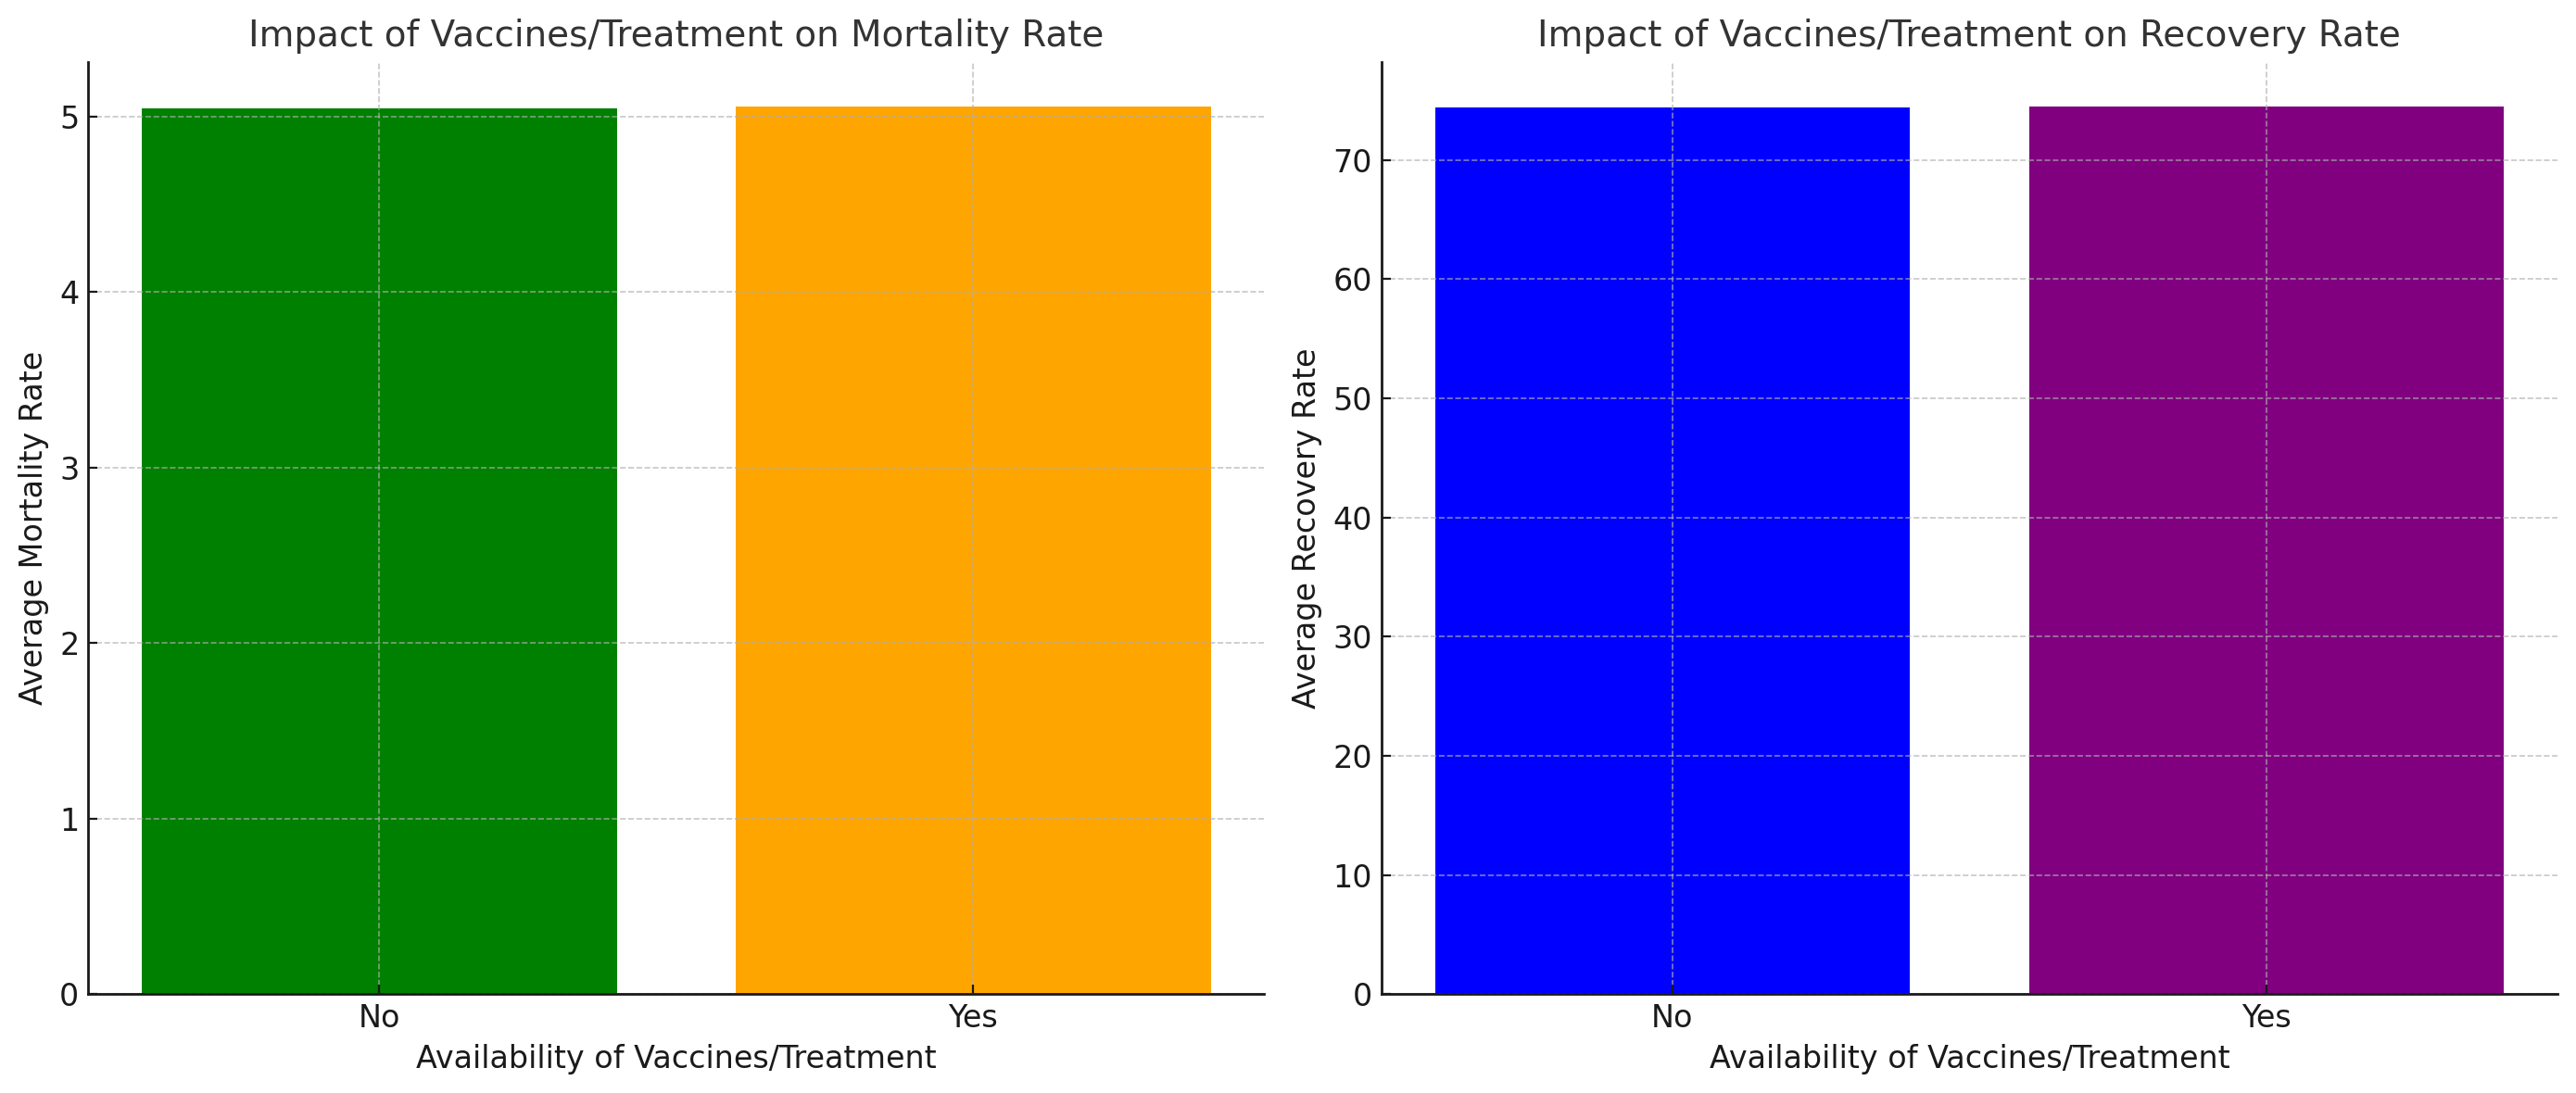 Impact of Vaccines/Treatment on Mortality Rate
Average Mortality Rate
5
4
3
2
1
0
No Yes
Availability of Vaccines/Treatment
Impact of Vaccines/Treatment on Recovery Rate
Average Recovery Rate
70
60
50
40
30
20
10
0
No Yes
Availability of Vaccines/Treatment